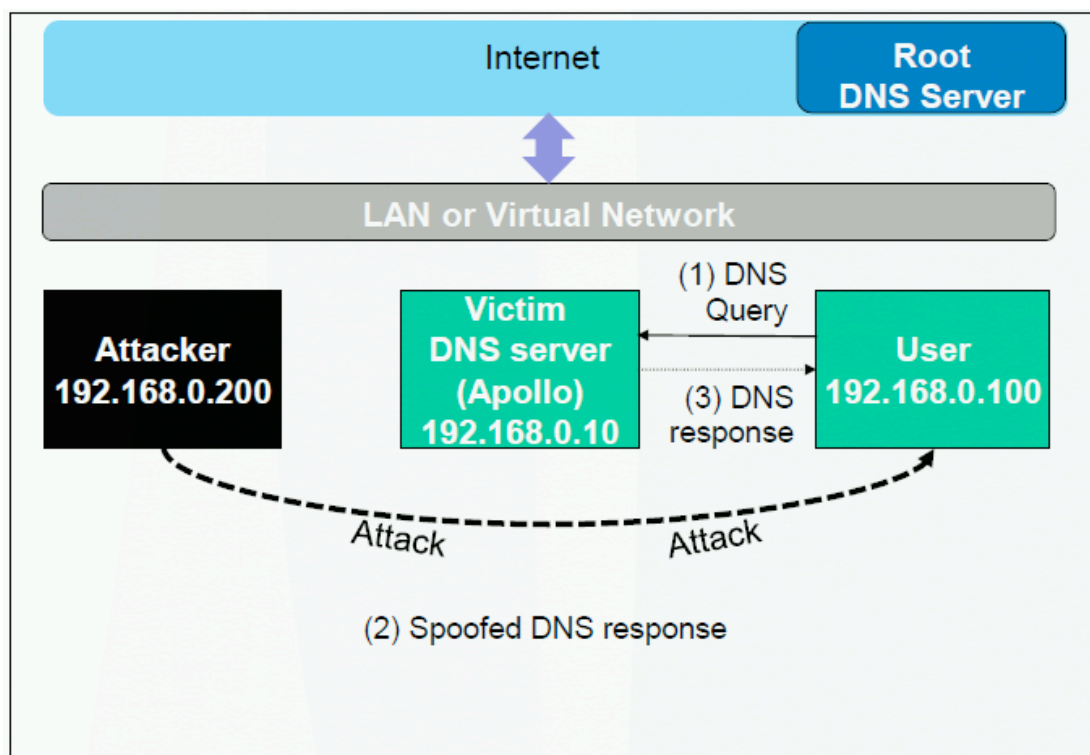 Internet
Root
DNS Server
LAN or Virtual Network
(1) DNS
Query
Attacker
192.168.0.200
Victim
DNS server
(Apollo)
192.168.0.10
User
192.168.0.100
(3) DNS
response
Attack
Attack
(2) Spoofed DNS response